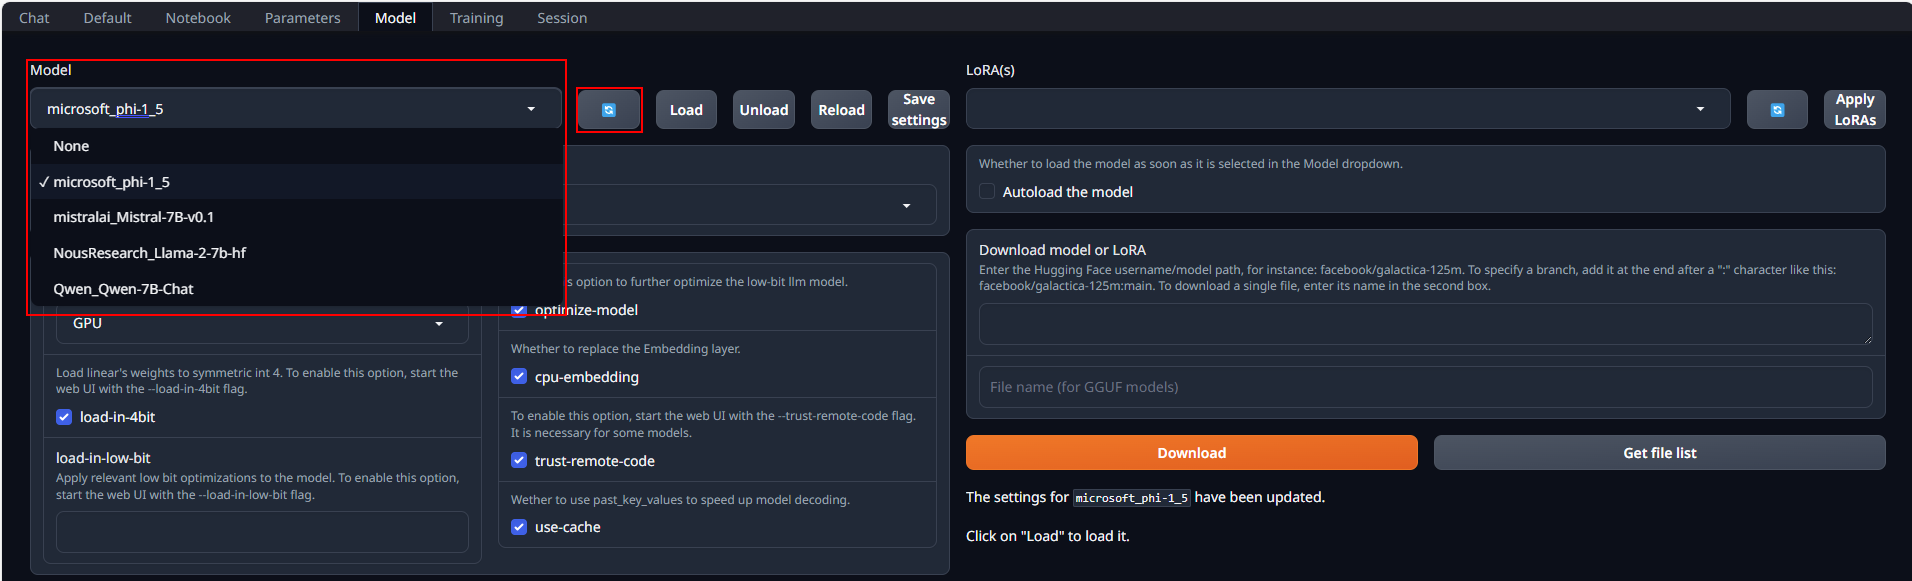 Chat Default Notebook Parameters Model Training Session
Model
microsoft_phi-1_5
None
✓ microsoft_phi-1_5
mistralai_Mistral-7B-v0.1
NousResearch_Llama-2-7b-hf
Qwen_Qwen-7B-Chat
Load
Unload
Reload
Save
settings
GPU
Load linear's weights to symmetric int 4. To enable this option, start the
web UI with the --load-in-4bit flag.
load-in-4bit
load-in-low-bit
Apply relevant low bit optimizations to the model. To enable this option,
start the web UI with the --load-in-low-bit flag.
s option to further optimize the low-bit llm model.
optimize-model
Whether to replace the Embedding layer.
cpu-embedding
To enable this option, start the web UI with the --trust-remote-code flag.
It is necessary for some models.
trust-remote-code
Wether to use past_key_values to speed up model decoding.
use-cache
LoRA(s)
Apply
LoRAs
Whether to load the model as soon as it is selected in the Model dropdown.
Autoload the model
Download model or LoRA
Enter the Hugging Face username/model path, for instance: facebook/galactica-125m. To specify a branch, add it at the end after a ":" character like this:
facebook/galactica-125m:main. To download a single file, enter its name in the second box.
File name (for GGUF models)
Download
Get file list
The settings for microsoft_phi-1_5 have been updated.
Click on "Load" to load it.